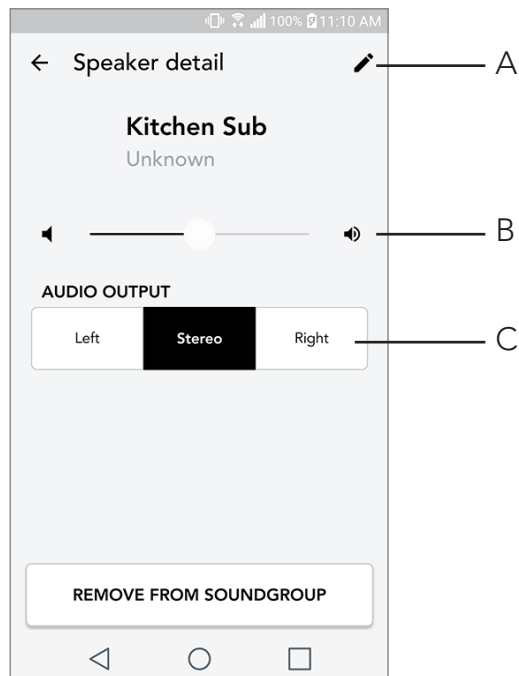 100% 11:10 AM
Speaker detail
A
Kitchen Sub
Unknown
B
AUDIO OUTPUT
Left Stereo Right
C
REMOVE FROM SOUNDGROUP